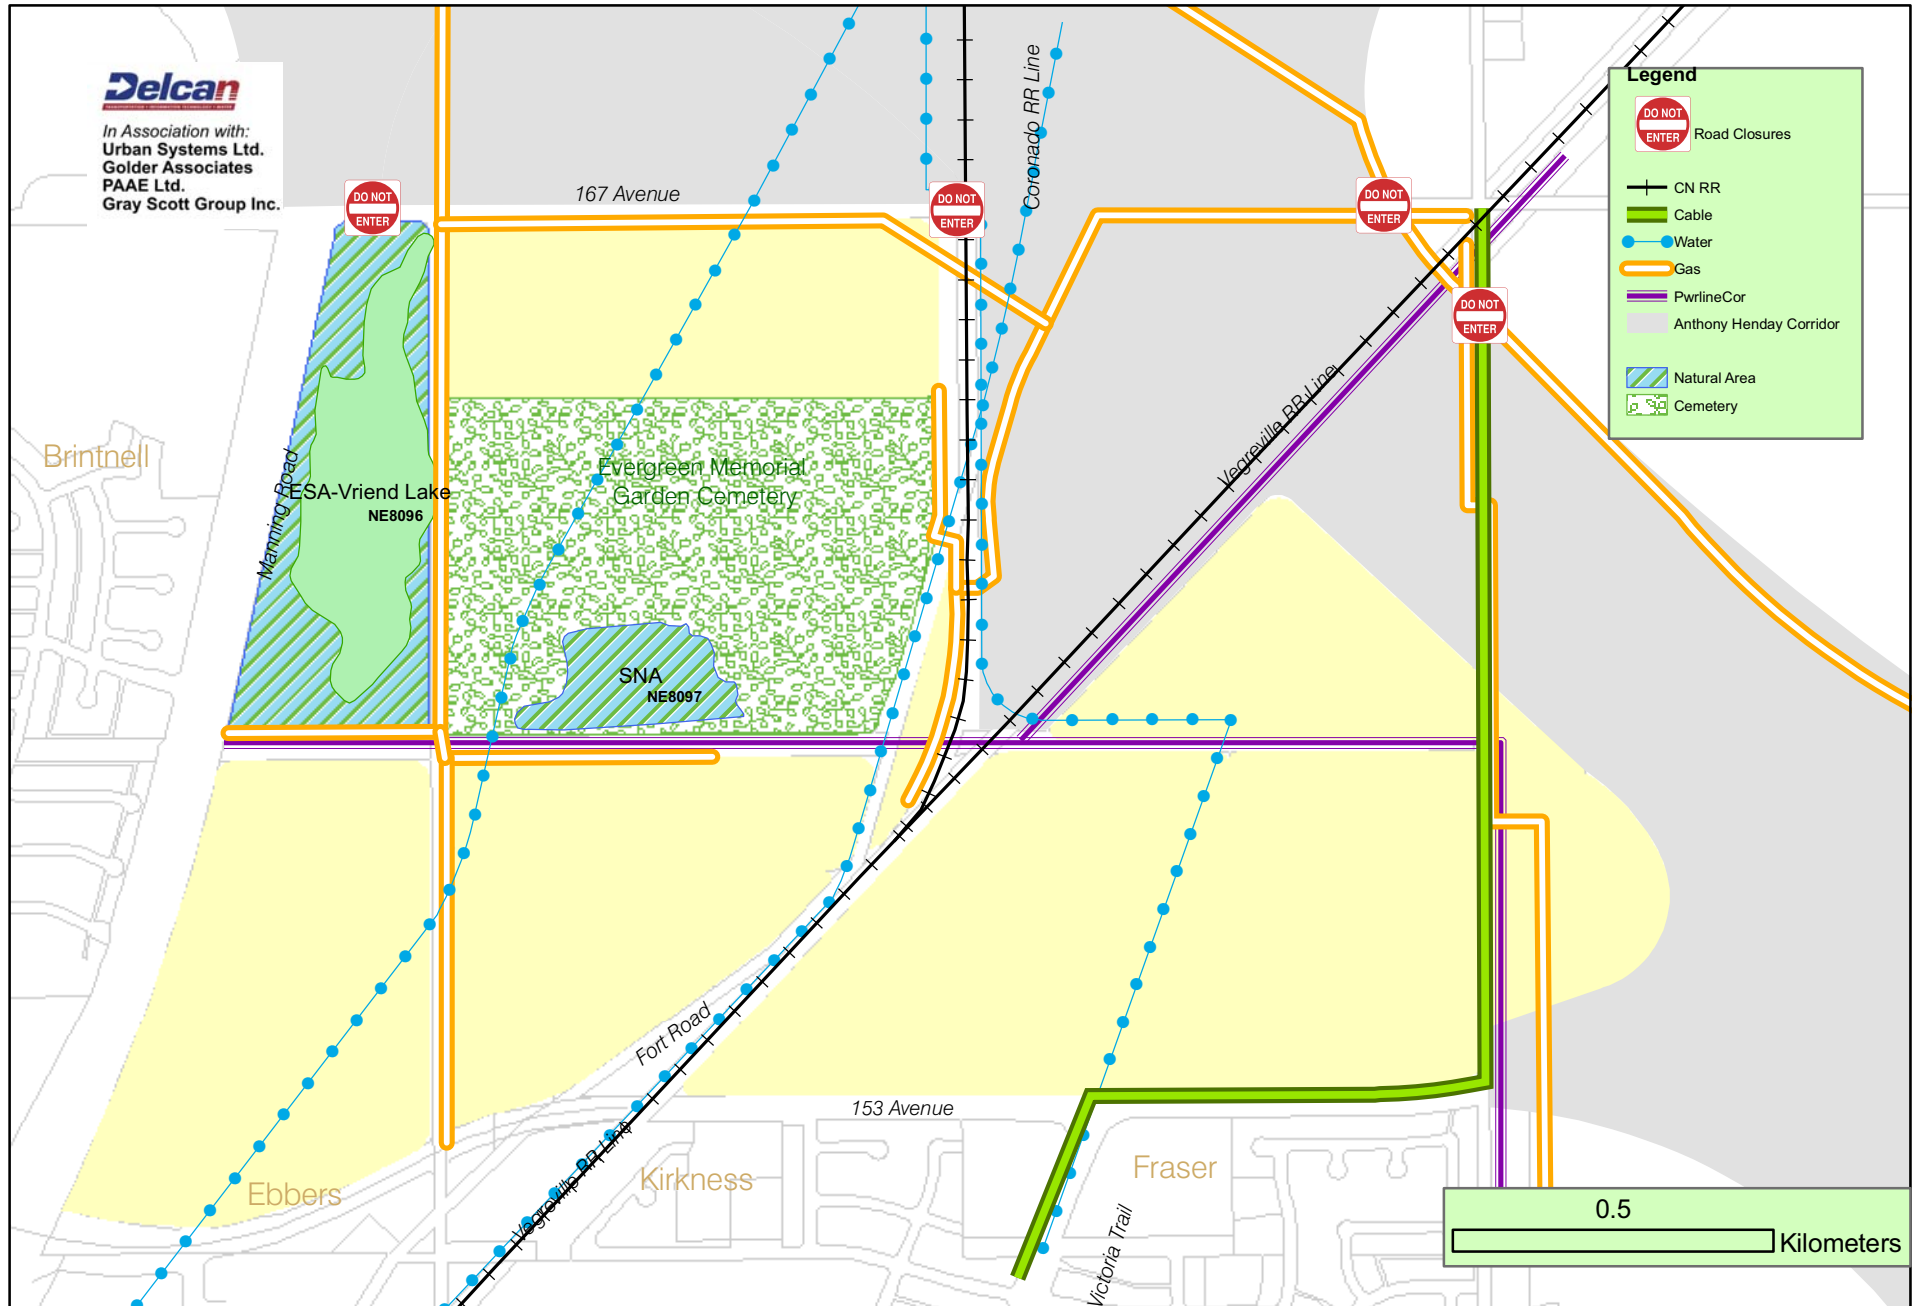 Delcan
In Association with:
Urban Systems Ltd.
Golder Associates
PAAE Ltd.
Gray Scott Group Inc.
DO NOT
ENTER
167 Avenue
DO NOT
ENTER
Coronado RR Line
DO NOT
ENTER
DO NOT
ENTER
Legend
DO NOT
ENTER
Road Closures
CN RR
Cable
Water
Gas
PwrlineCor
Anthony Henday Corridor
Natural Area
Cemetery
Vegreville RR Line
Brintnell
Manning Road
ESA-Vriend Lake
NE8096
Evergreen Memorial
Garden Cemetery
SNA
NE8097
Fort Road
153 Avenue
Vegreville RR Line
Ebbers
Kirkness
Fraser
Victoria Trail
0.5
Kilometers